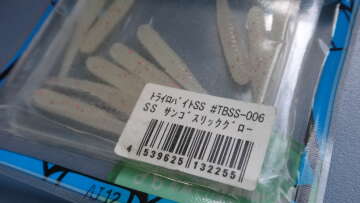 トライロバイトSS #TBSS-006
SS サンゴスリックグロー
4 539625 132255